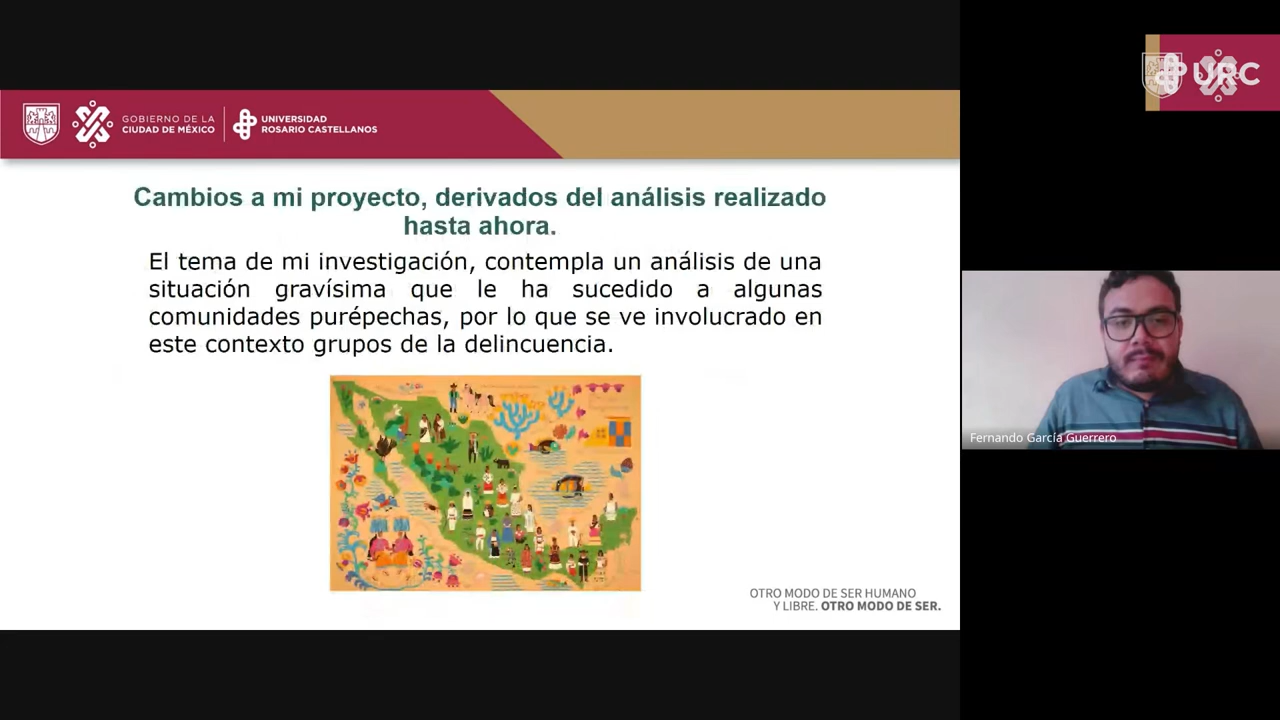 GOBIERNO DE LA
CIUDAD DE MÉXICO
UNIVERSIDAD
ROSARIO CASTELLANOS
URC
Cambios a mi proyecto, derivados del análisis realizado
hasta ahora.
El tema de mi investigación, contempla un análisis de una
situación gravísima que le ha sucedido a algunas
comunidades purépechas, por lo que se ve involucrado en
este contexto grupos de la delincuencia.
Fernando García Guerrero
OTRO MODO DE SER HUMANO
Y LIBRE. OTRO MODO DE SER.